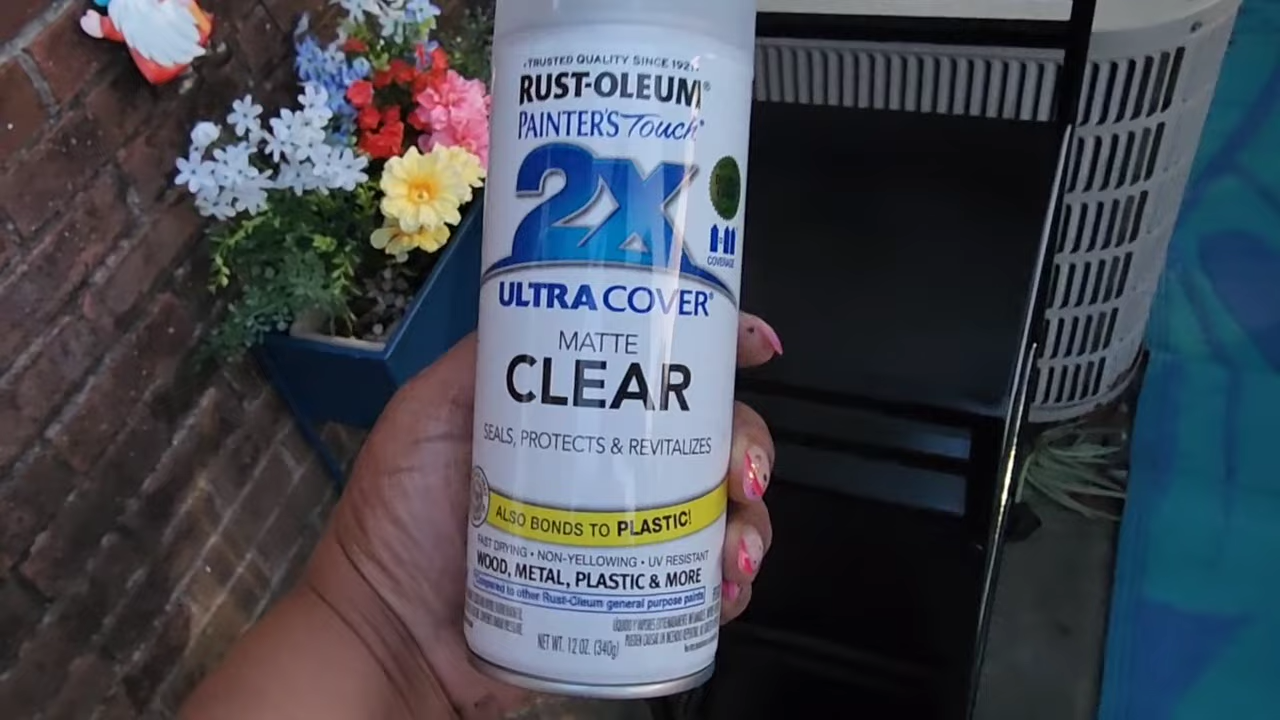 TRUSTED QUALITY SINCE 1921
RUST-OLEUM®
PAINTER'S Touch®
2X
COVERAGE
ULTRA COVER®
MATTE
CLEAR
SEALS, PROTECTS & REVITALIZES
ALSO BONDS TO PLASTIC!
FAST DRYING • NON-YELLOWING • UV RESISTANT
WOOD, METAL, PLASTIC & MORE
Compared to other Rust-Oleum general purpose paints
NET WT. 12 OZ. (340g)